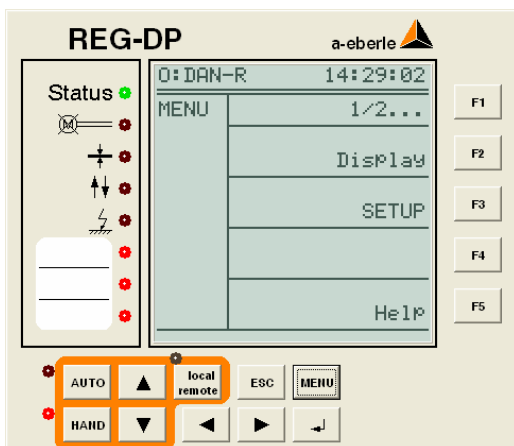 REG-DP
a-eberle
Status
M
0:DAN-R 14:29:02
MENU
1/2...
Display
SETUP
Help
F1
F2
F3
F4
F5
AUTO
local
remote
ESC
MENU
HAND